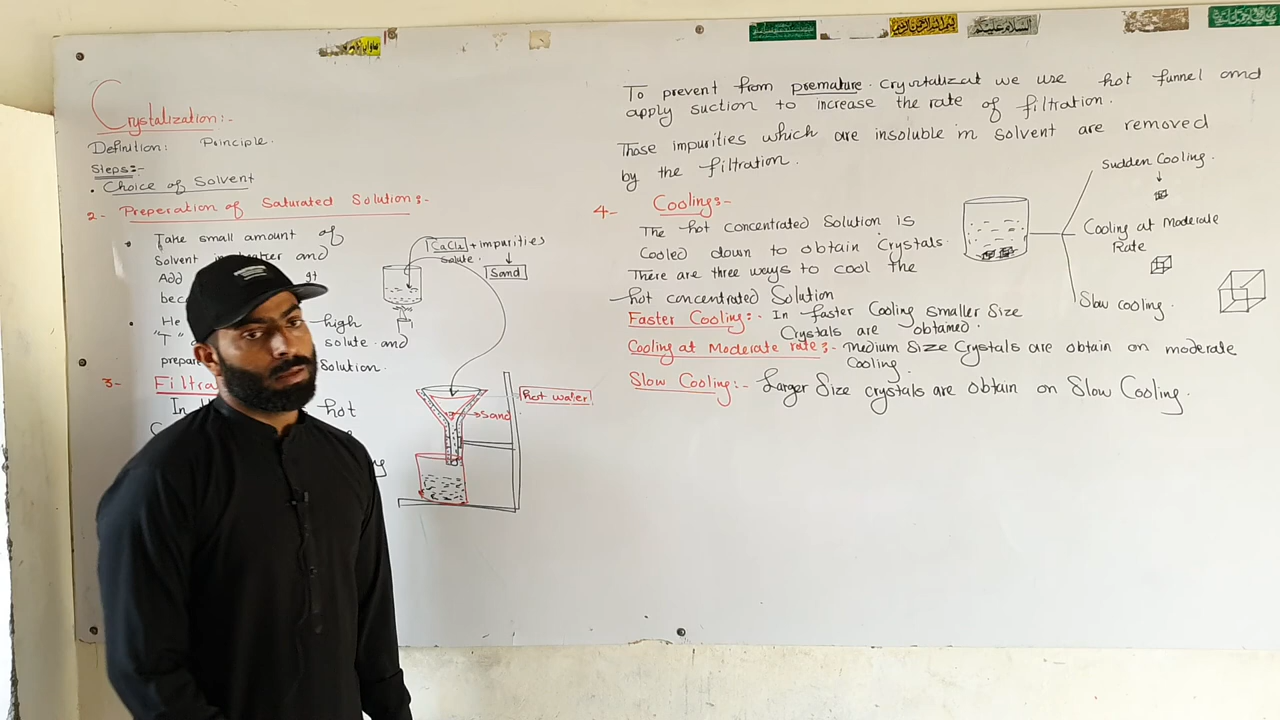 Crystalization:-
Definition: Principle.
Steps:-
• Choice of Solvent
2- Preperation of Saturated Solution:-
• Take small amount of
Solvent in and
Add
bec
• He high
"T" solute and
prepar Solution.
3- Filtra
In hot
CaCl2 + impurities
Solute.
Sand
hot water
Sand
To prevent from premature. Crystalizat we use hot funnel and
apply suction to increase the rate of filtration.
Those impurities which are insoluble in solvent are removed
by the filtration.
4- Cooling:-
The hot concentrated Solution is
Cooled down to obtain Crystals.
There are three ways to cool the
hot concentrated Solution
Faster Cooling:- In faster Cooling smaller Size
Crystals are obtained.
Cooling at Moderate rate:- Medium Size Crystals are obtain on moderate
Cooling.
Slow Cooling:- Larger Size crystals are obtain on Slow Cooling.
Sudden Cooling.
Cooling at Moderate
Rate
Slow cooling.
السلام علیکم